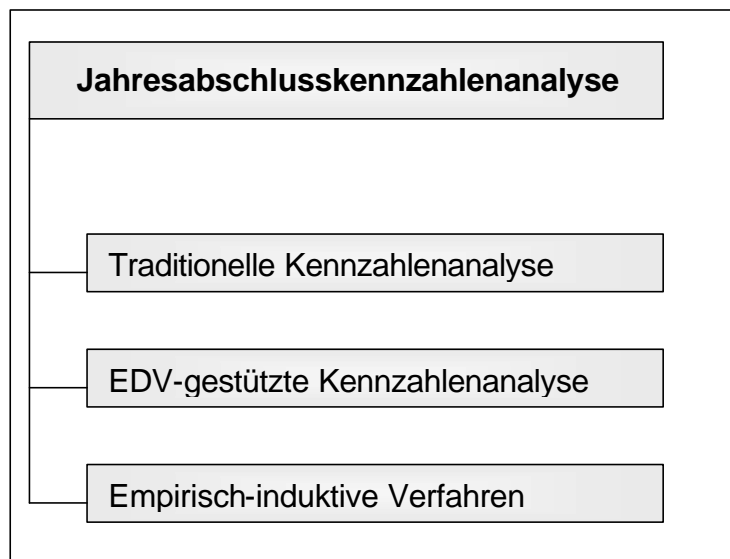 Jahresabschlusskennzahlenanalyse
Traditionelle Kennzahlenanalyse
EDV-gestützte Kennzahlenanalyse
Empirisch-induktive Verfahren